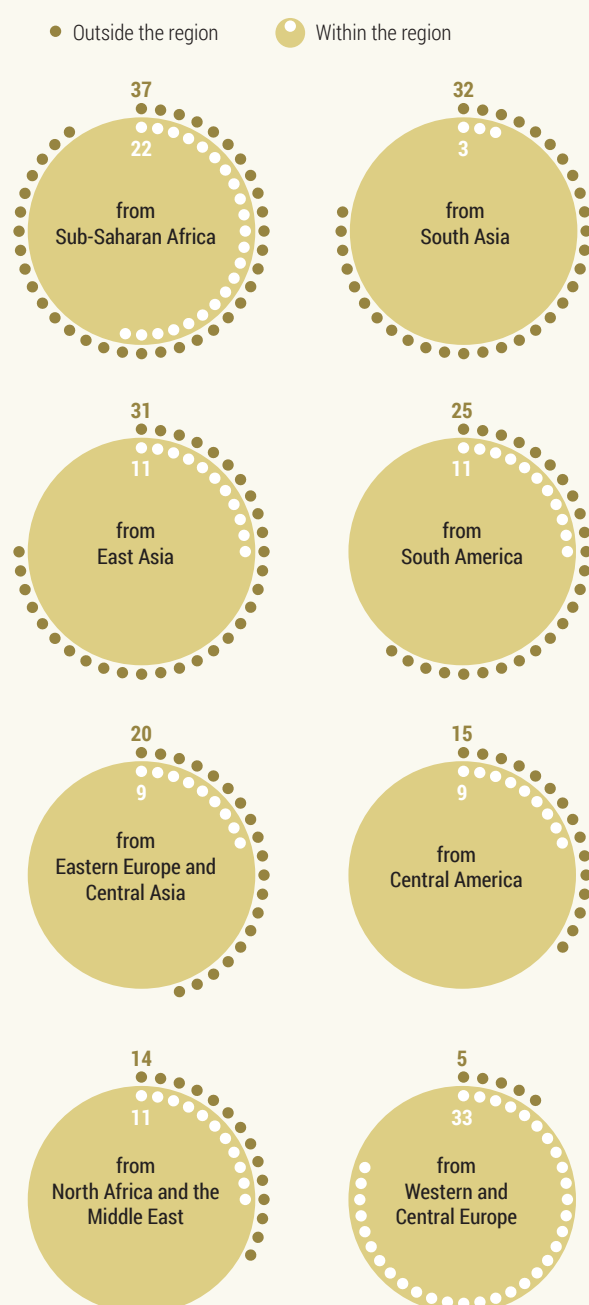 Outside the region
Within the region
37
22
from
Sub-Saharan Africa
32
3
from
South Asia
31
11
from
East Asia
25
11
from
South America
20
9
from
Eastern Europe and
Central Asia
15
9
from
Central America
14
11
from
North Africa and the
Middle East
5
33
from
Western and
Central Europe